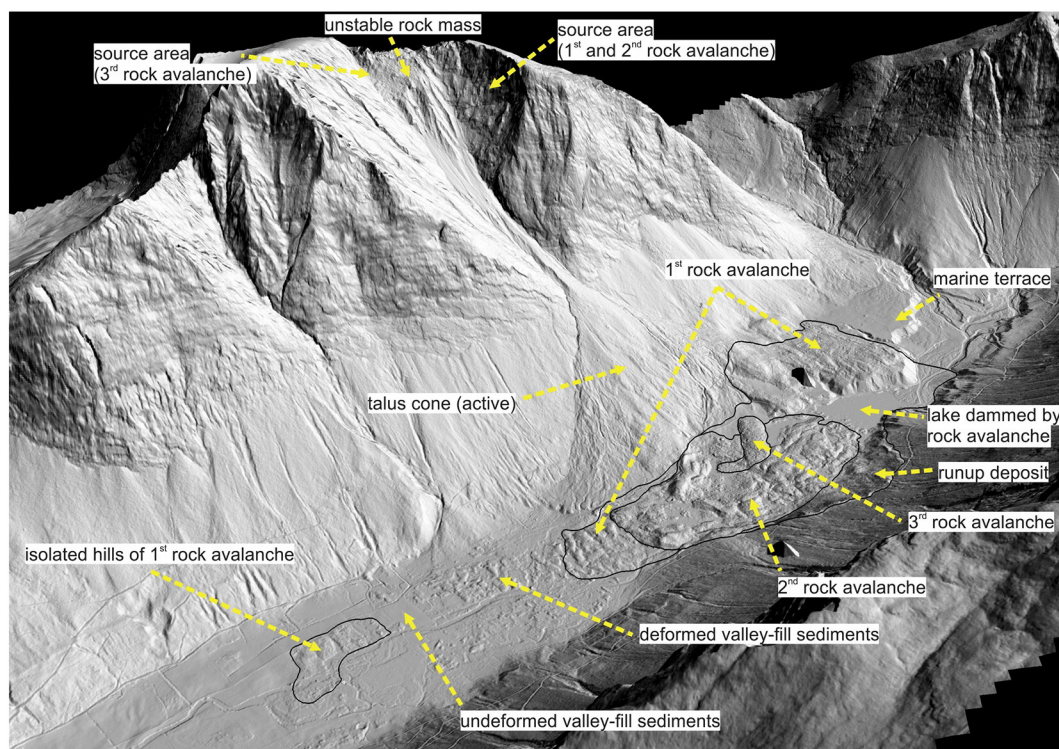 unstable rock mass
source area
(3rd rock avalanche)
source area
(1st and 2nd rock avalanche)
1st rock avalanche
marine terrace
talus cone (active)
lake dammed by
rock avalanche
runup deposit
3rd rock avalanche
isolated hills of 1st rock avalanche
2nd rock avalanche
deformed valley-fill sediments
undeformed valley-fill sediments